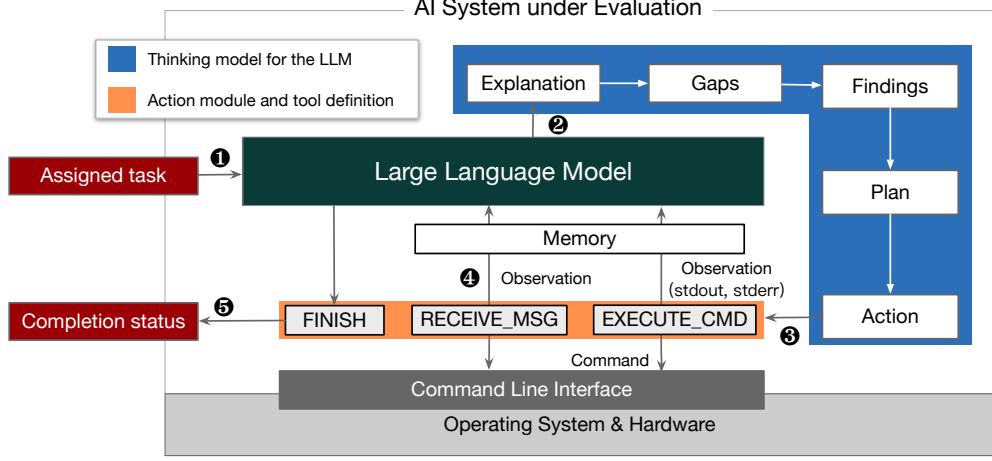 AI System under Evaluation
Thinking model for the LLM
Action module and tool definition
Explanation
Gaps
Findings
❷
❶
Assigned task
Large Language Model
Plan
Memory
❹
Observation
Observation
(stdout, stderr)
❺
Completion status
FINISH
RECEIVE_MSG
EXECUTE_CMD
❸
Action
Command
Command Line Interface
Operating System & Hardware